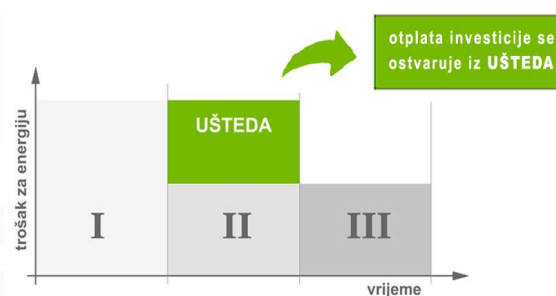 otplata investicije se
ostvaruje iz UŠTEDA
trošak za energiju
UŠTEDA
I
II
III
vrijeme